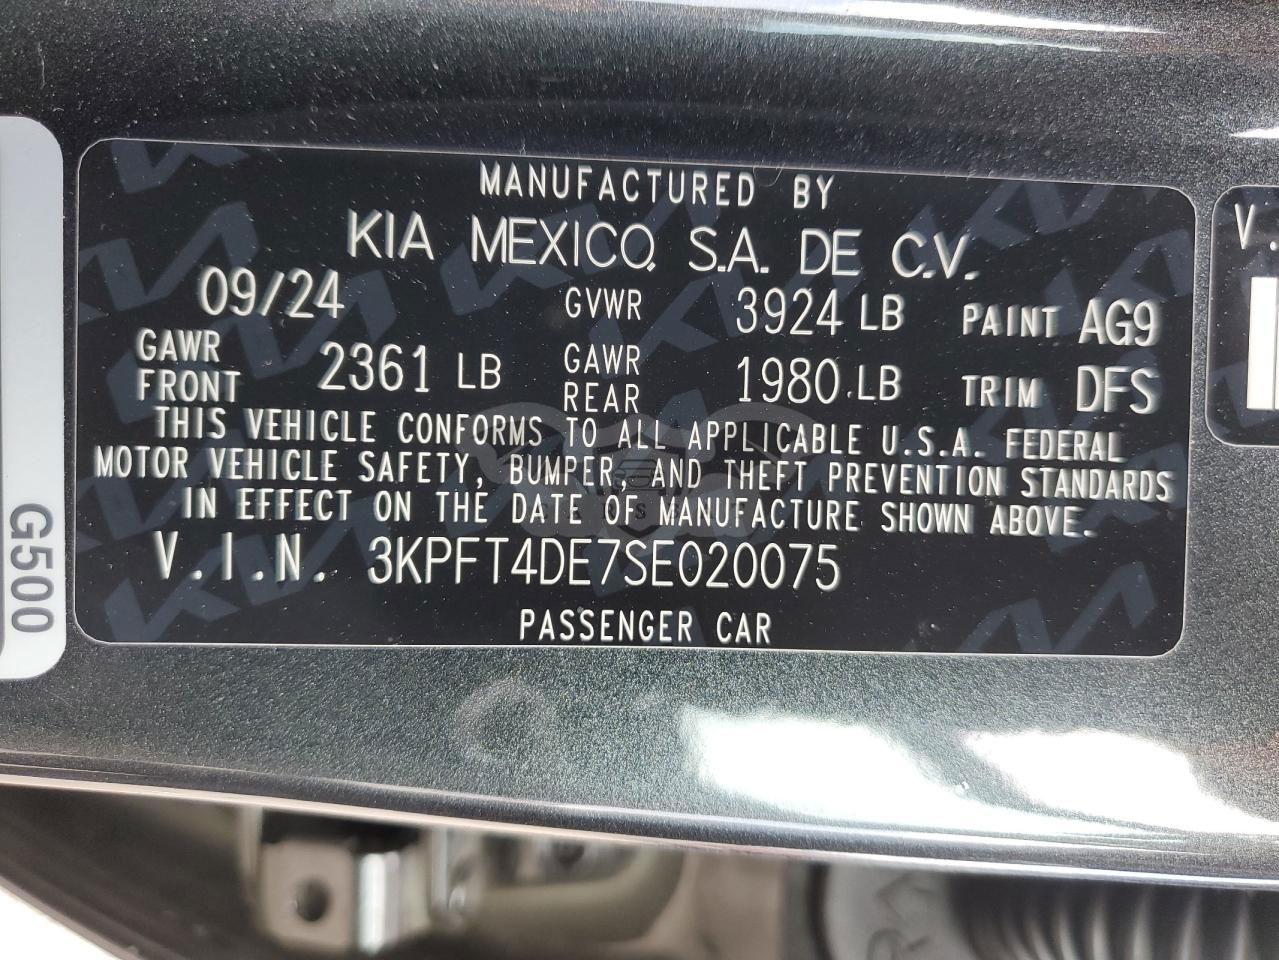 MANUFACTURED BY
KIA MEXICO, S.A. DE C.V.
09/24 GVWR 3924 LB PAINT AG9
GAWR FRONT 2361 LB GAWR REAR 1980 LB TRIM DFS
THIS VEHICLE CONFORMS TO ALL APPLICABLE U.S.A. FEDERAL
MOTOR VEHICLE SAFETY, BUMPER, AND THEFT PREVENTION STANDARDS
IN EFFECT ON THE DATE OF MANUFACTURE SHOWN ABOVE.
V.I.N. 3KPFT4DE7SE020075
PASSENGER CAR
G500
V.